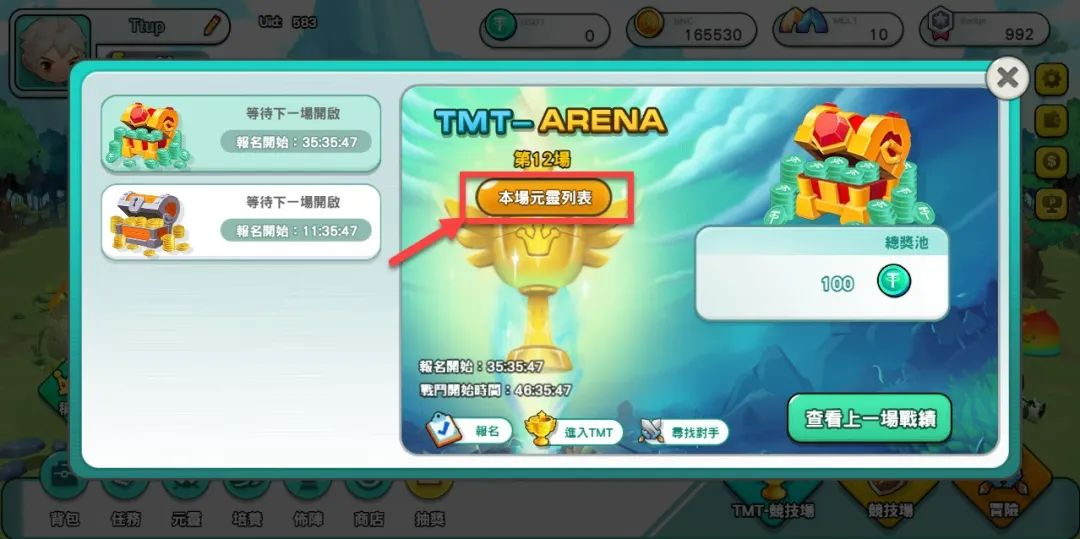 Ttup
Uid: 583
USDT
0
BNC
165530
MELT
10
Badge
992
等待下一場開啟
報名開始：35:35:47
等待下一場開啟
報名開始：11:35:47
TMT-ARENA
第12場
本場元靈列表
總獎池
100
報名開始：35:35:47
戰鬥開始時間：46:35:47
報名
進入TMT
尋找對手
查看上一場戰績
背包
任務
元靈
培養
佈陣
商店
抽獎
TMT-競技場
競技場
冒險